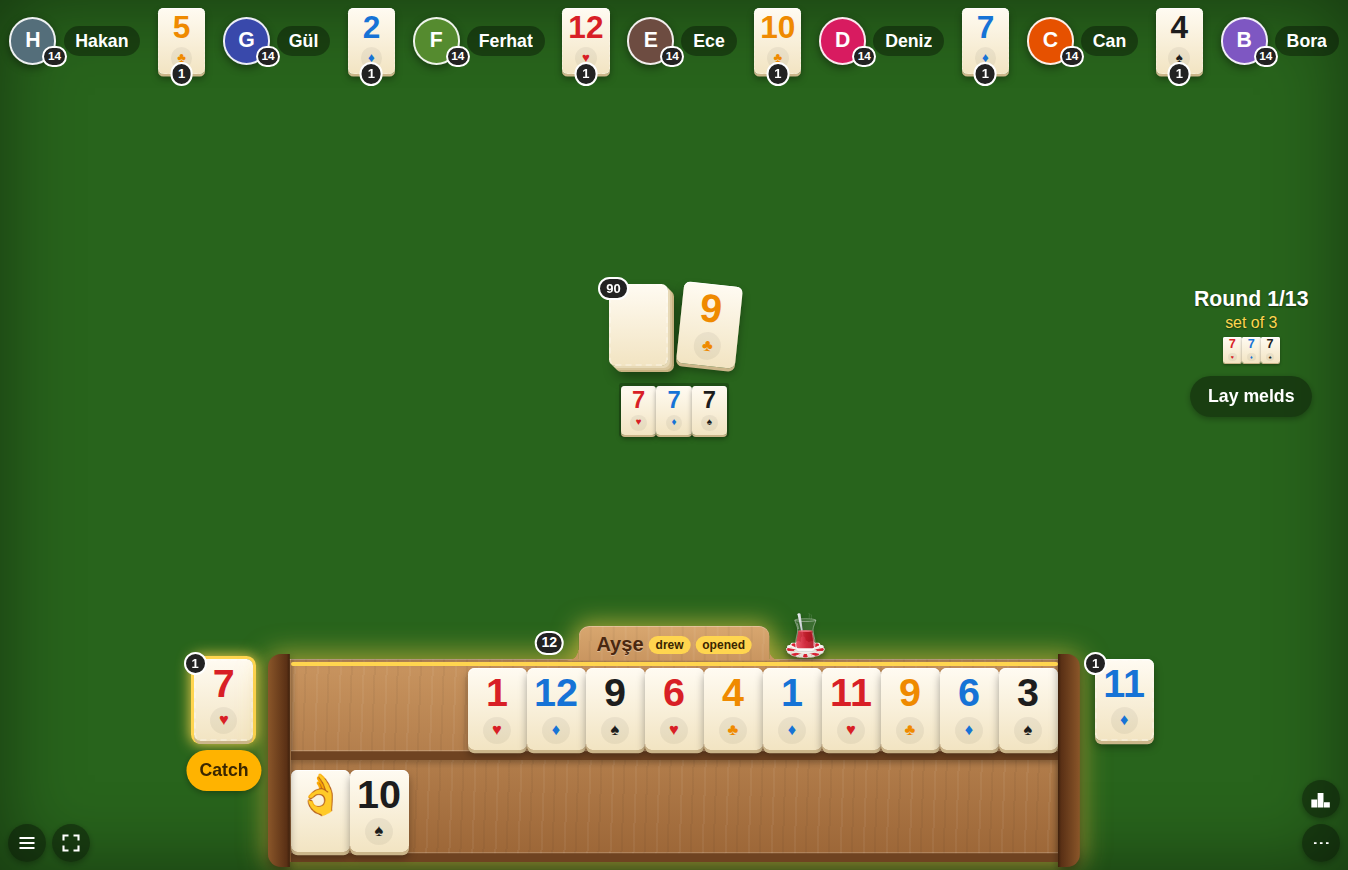 H 14 Hakan 5 1 G 14 Gül 2 1 F 14 Ferhat 12 1 E 14 Ece 10 1 D 14 Deniz 7 1 C 14 Can 4 1 B 14 Bora
90 9
7 7 7
Round 1/13
set of 3
7 7 7
Lay melds
12 Ayşe drew opened
1 7
Catch
1 12 9 6 4 1 11 9 6 3
10
1 11